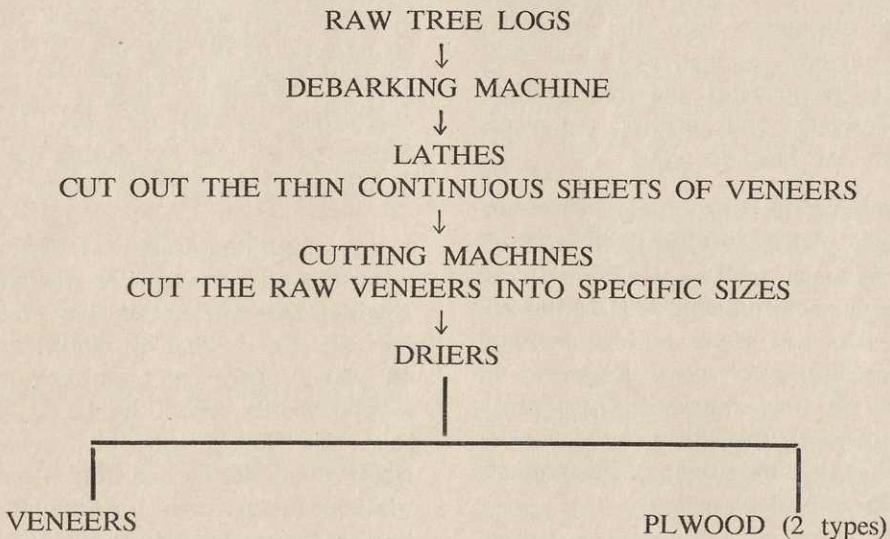 RAW TREE LOGS
↓
DEBARKING MACHINE
↓
LATHES
CUT OUT THE THIN CONTINUOUS SHEETS OF VENEERS
↓
CUTTING MACHINES
CUT THE RAW VENEERS INTO SPECIFIC SIZES
↓
DRIERS
VENEERS PLWOOD (2 types)